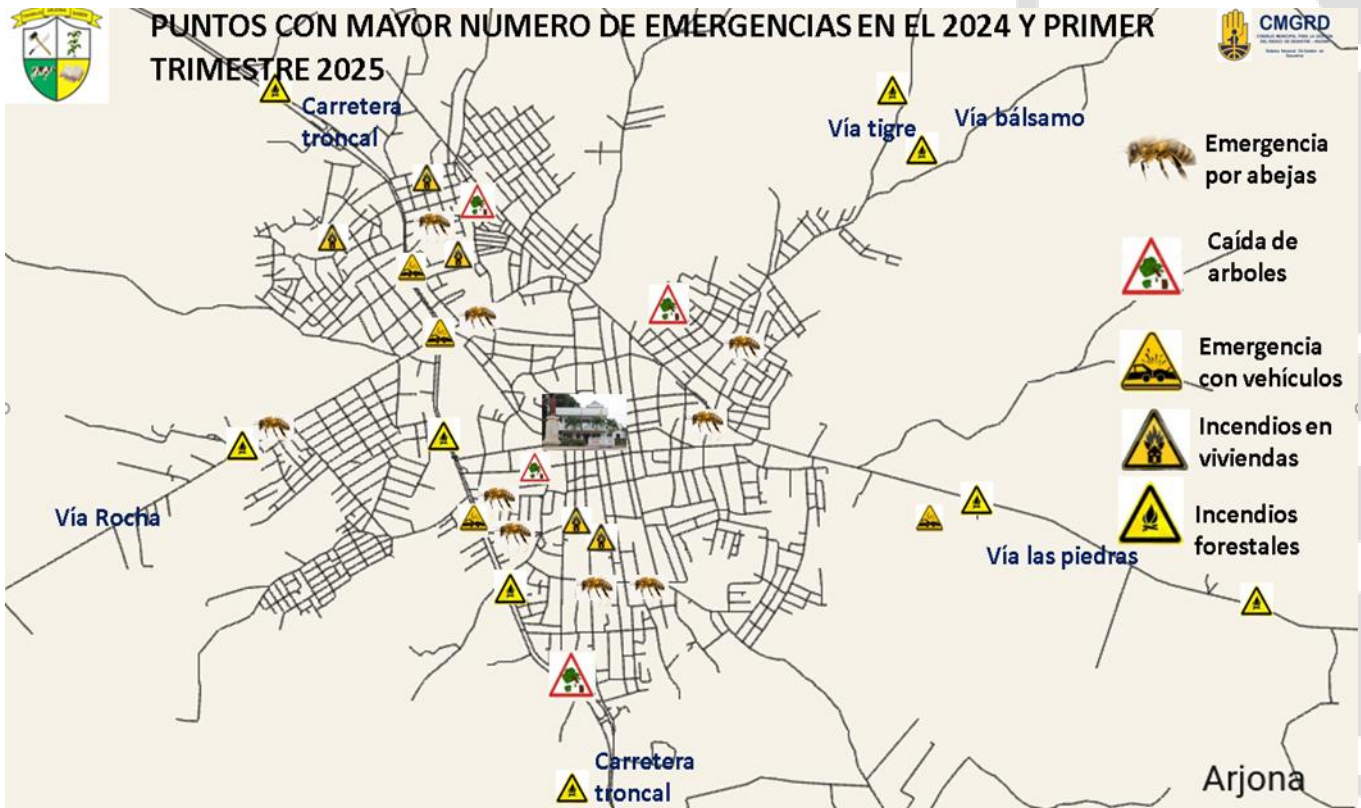 PUNTOS CON MAYOR NUMERO DE EMERGENCIAS EN EL 2024 Y PRIMER
TRIMESTRE 2025
CMGRD
Carretera
troncal
Vía tigre
Vía bálsamo
Emergencia
por abejas
Caída de
arboles
Emergencia
con vehículos
Incendios en
viviendas
Incendios
forestales
Vía Rocha
Vía las piedras
Carretera
troncal
Arjona